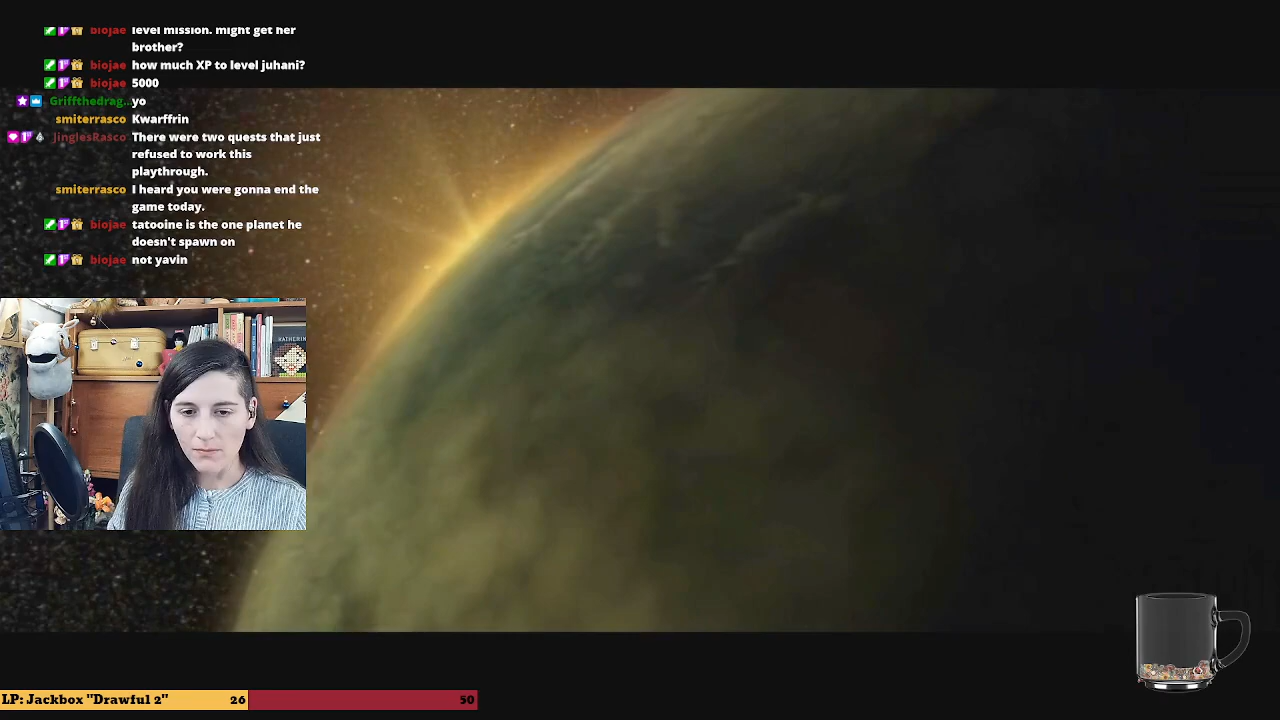 biojae level mission. might get her
brother?
biojae how much XP to level juhani?
biojae 5000
Griffthedrag... yo
smiterrasco Kwarffrin
JinglesRasco There were two quests that just
refused to work this
playthrough.
smiterrasco I heard you were gonna end the
game today.
biojae tatooine is the one planet he
doesn't spawn on
biojae not yavin
KATHERINE
LP: Jackbox "Drawful 2" 26 50